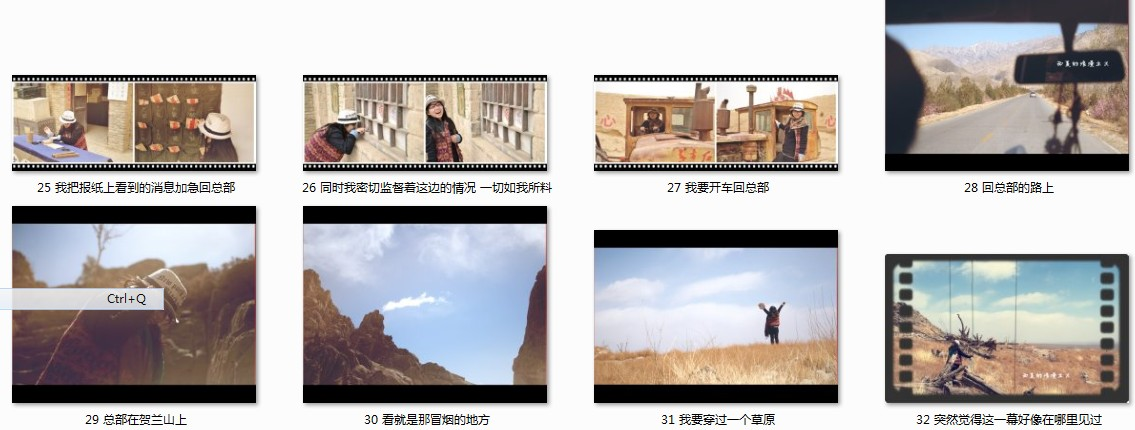 25 我把报纸上看到的消息加急回总部
26 同时我密切监督着这边的情况 一切如我所料
27 我要开车回总部
28 回总部的路上
Ctrl+Q
29 总部在贺兰山上
30 看就是那冒烟的地方
31 我要穿过一个草原
32 突然觉得这一幕好像在哪里见过